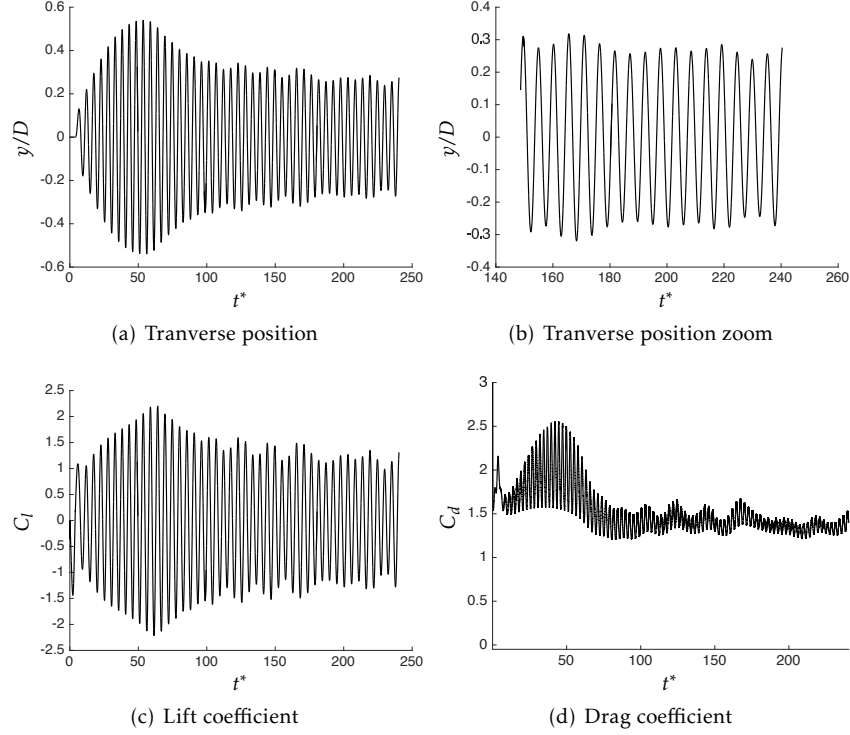 0.6
0.4
0.2
0
-0.2
-0.4
-0.6
y/D
0 50 100 150 200 250
t*
(a) Tranverse position
0.4
0.3
0.2
0.1
0
-0.1
-0.2
-0.3
-0.4
y/D
140 160 180 200 220 240 260
t*
(b) Tranverse position zoom
2.5
2
1.5
1
0.5
0
-0.5
-1
-1.5
-2
-2.5
C_l
0 50 100 150 200 250
t*
(c) Lift coefficient
3
2.5
2
1.5
1
0.5
0
C_d
50 100 150 200
t*
(d) Drag coefficient